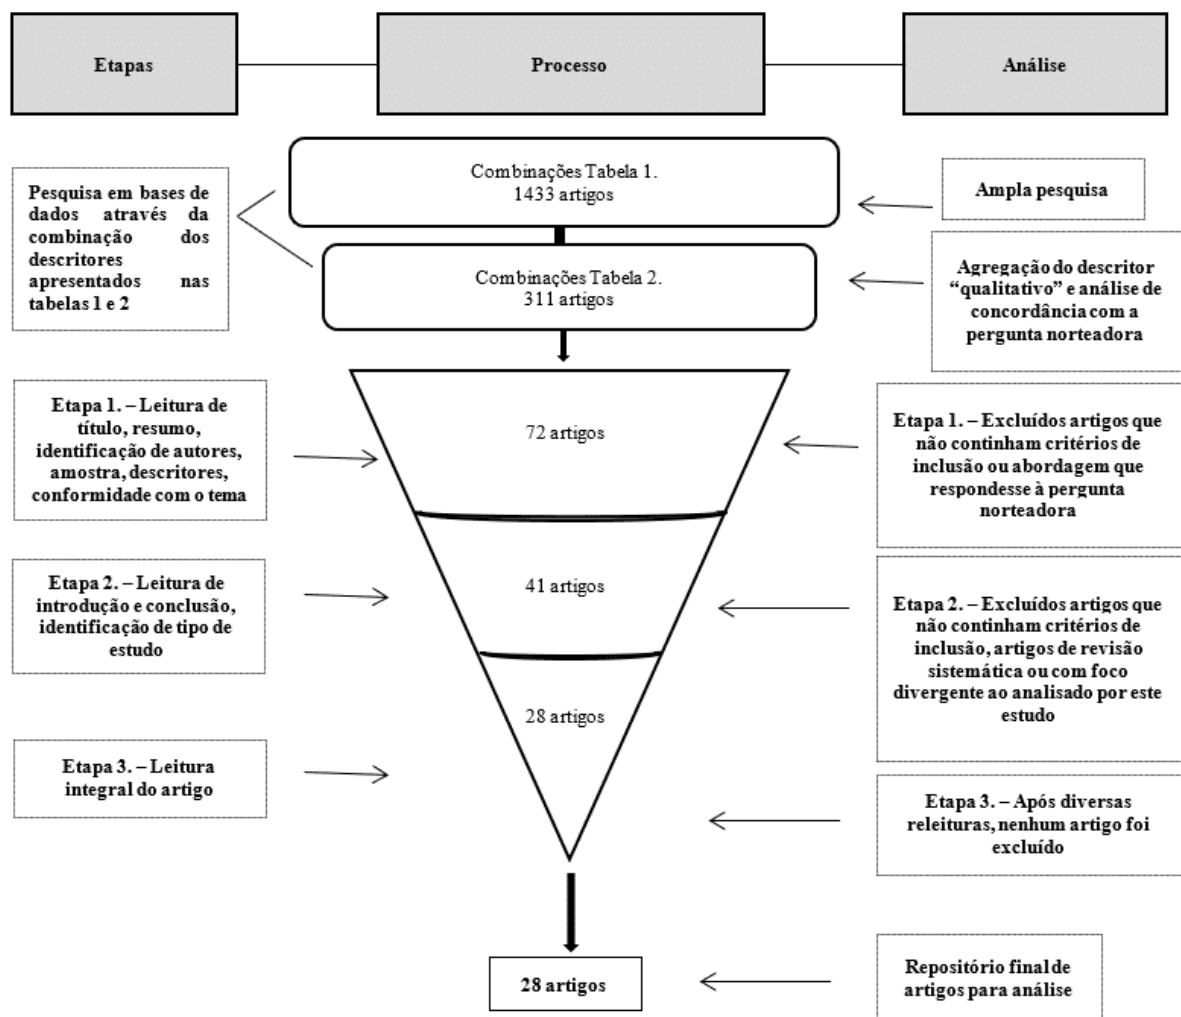 Etapas
Processo
Análise
Combinações Tabela 1.
1433 artigos
Pesquisa em bases de
dados através da
combinação dos
descritores
apresentados nas
tabelas 1 e 2
Ampla pesquisa
Combinações Tabela 2.
311 artigos
Agregação do descritor
“qualitativo” e análise de
concordância com a
pergunta norteadora
Etapa 1. – Leitura de
título, resumo,
identificação de autores,
amostra, descritores,
conformidade com o tema
72 artigos
Etapa 1. – Excluídos artigos que
não continham critérios de
inclusão ou abordagem que
respondesse à pergunta
norteadora
Etapa 2. – Leitura de
introdução e conclusão,
identificação de tipo de
estudo
41 artigos
Etapa 2. – Excluídos artigos que
não continham critérios de
inclusão, artigos de revisão
sistemática ou com foco
divergente ao analisado por este
estudo
28 artigos
Etapa 3. – Leitura
integral do artigo
Etapa 3. – Após diversas
releituras, nenhum artigo foi
excluído
28 artigos
Repositório final de
artigos para análise